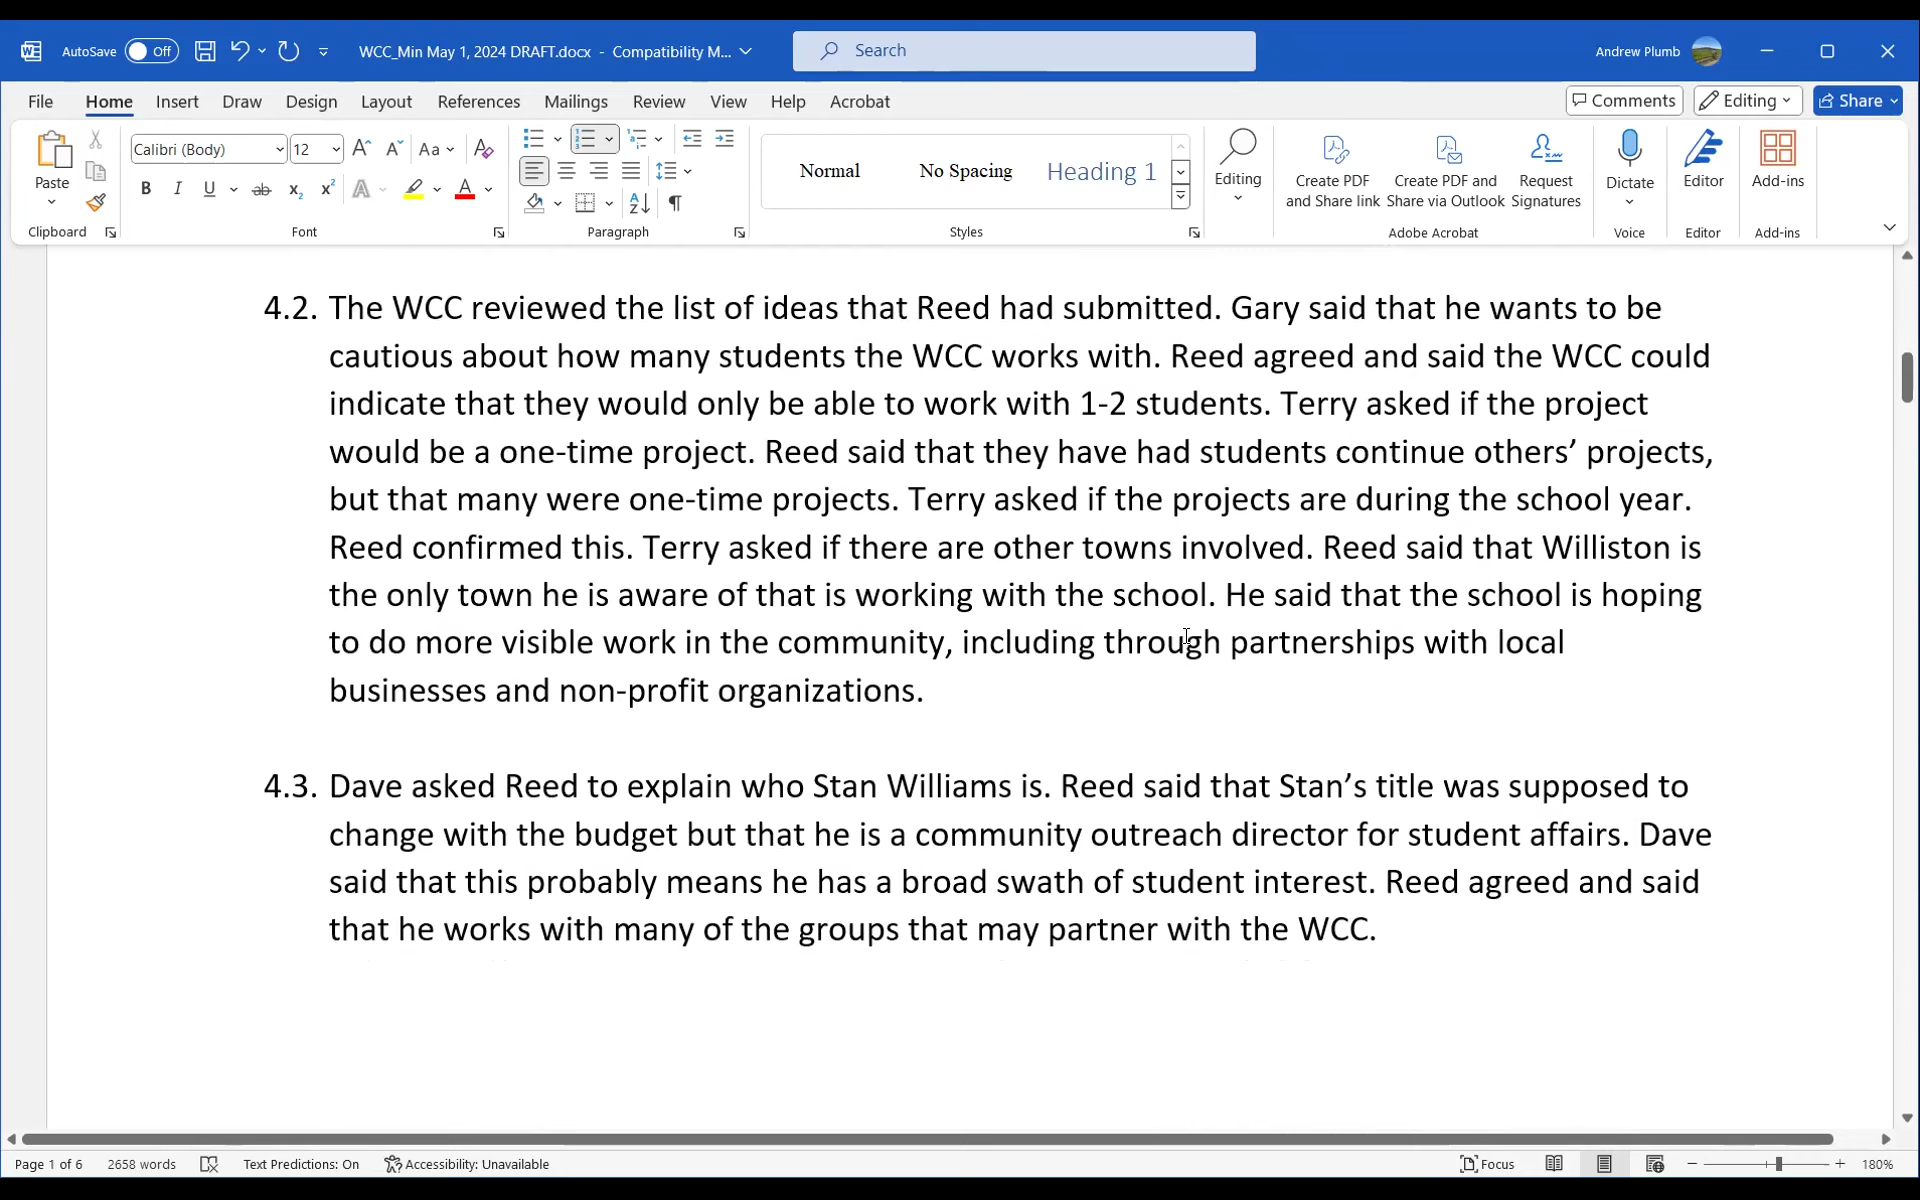 AutoSave Off WCC_Min May 1, 2024 DRAFT.docx - Compatibility M... Search Andrew Plumb
File Home Insert Draw Design Layout References Mailings Review View Help Acrobat Comments Editing Share
Calibri (Body) 12 Aa
Paste
B I U ab x₂ x² A A
Normal No Spacing Heading 1
Editing
Create PDF and Share link
Create PDF and Share via Outlook
Request Signatures
Dictate
Editor
Add-ins
Clipboard Font Paragraph Styles Adobe Acrobat Voice Editor Add-ins
4.2. The WCC reviewed the list of ideas that Reed had submitted. Gary said that he wants to be
cautious about how many students the WCC works with. Reed agreed and said the WCC could
indicate that they would only be able to work with 1-2 students. Terry asked if the project
would be a one-time project. Reed said that they have had students continue others’ projects,
but that many were one-time projects. Terry asked if the projects are during the school year.
Reed confirmed this. Terry asked if there are other towns involved. Reed said that Williston is
the only town he is aware of that is working with the school. He said that the school is hoping
to do more visible work in the community, including through partnerships with local
businesses and non-profit organizations.
4.3. Dave asked Reed to explain who Stan Williams is. Reed said that Stan’s title was supposed to
change with the budget but that he is a community outreach director for student affairs. Dave
said that this probably means he has a broad swath of student interest. Reed agreed and said
that he works with many of the groups that may partner with the WCC.
Page 1 of 6 2658 words Text Predictions: On Accessibility: Unavailable Focus 180%